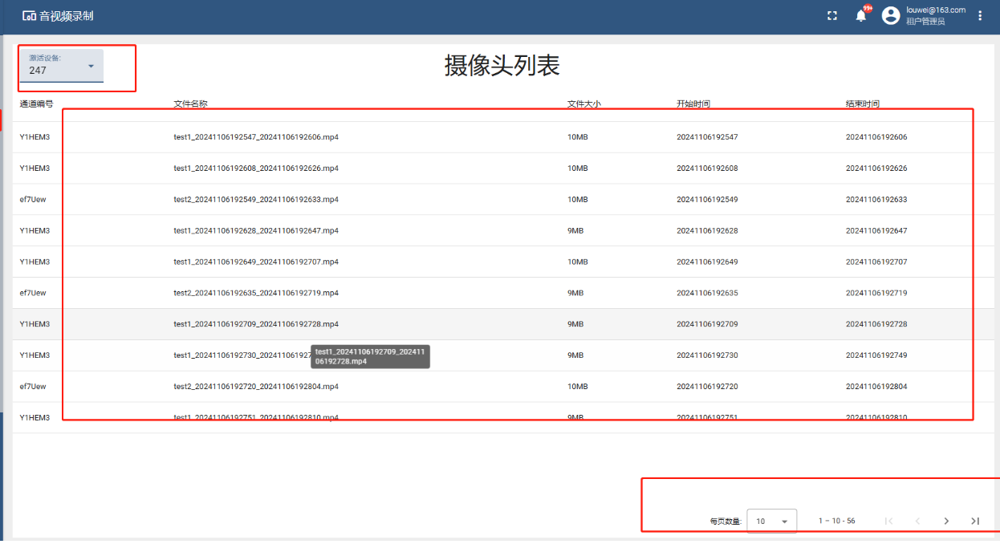 音视频录制
99+
louwei@163.com
租户管理员
激活设备:
247
摄像头列表
通道编号 文件名称 文件大小 开始时间 结束时间
Y1HEM3 test1_20241106192547_20241106192606.mp4 10MB 20241106192547 20241106192606
Y1HEM3 test1_20241106192608_20241106192626.mp4 10MB 20241106192608 20241106192626
ef7Uew test2_20241106192549_20241106192633.mp4 10MB 20241106192549 20241106192633
Y1HEM3 test1_20241106192628_20241106192647.mp4 9MB 20241106192628 20241106192647
Y1HEM3 test1_20241106192649_20241106192707.mp4 10MB 20241106192649 20241106192707
ef7Uew test2_20241106192635_20241106192719.mp4 9MB 20241106192635 20241106192719
Y1HEM3 test1_20241106192709_20241106192728.mp4 9MB 20241106192709 20241106192728
Y1HEM3 test1_20241106192730_202411061927 9MB 20241106192730 20241106192749
test1_20241106192709_202411
06192728.mp4
ef7Uew test2_20241106192720_20241106192804.mp4 10MB 20241106192720 20241106192804
Y1HEM3 test1_20241106192751_20241106192810.mp4 9MB 20241106192751 20241106192810
每页数量: 10 1 – 10 - 56